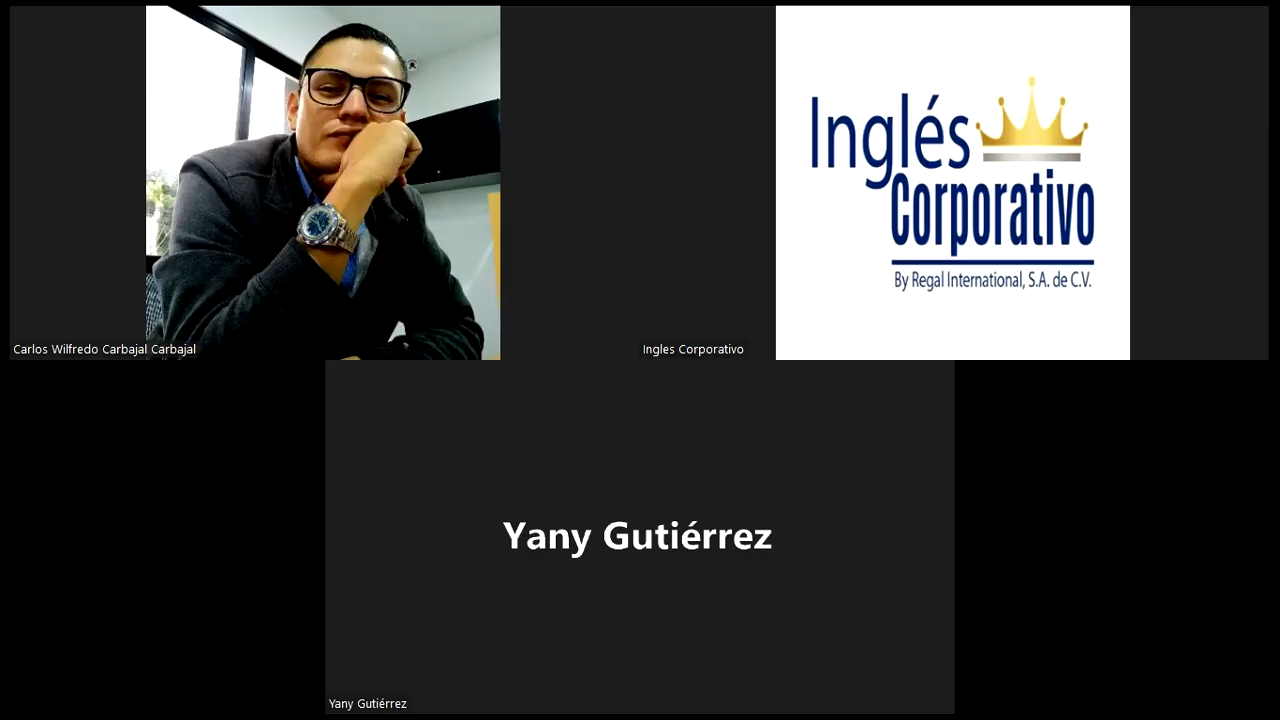 Inglés
Corporativo
By Regal International, S.A. de C.V.
Carlos Wilfredo Carbajal Carbajal
Ingles Corporativo
Yany Gutiérrez
Yany Gutiérrez